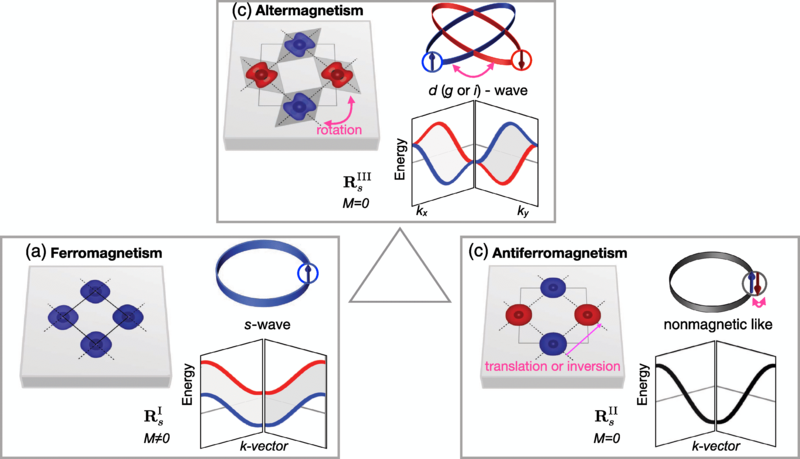 (c) Altermagnetism
rotation
d (g or i) - wave
Energy
kx
ky
R_s^III
M=0
(a) Ferromagnetism
s-wave
Energy
k-vector
R_s^I
M≠0
(c) Antiferromagnetism
translation or inversion
nonmagnetic like
Energy
k-vector
R_s^II
M=0